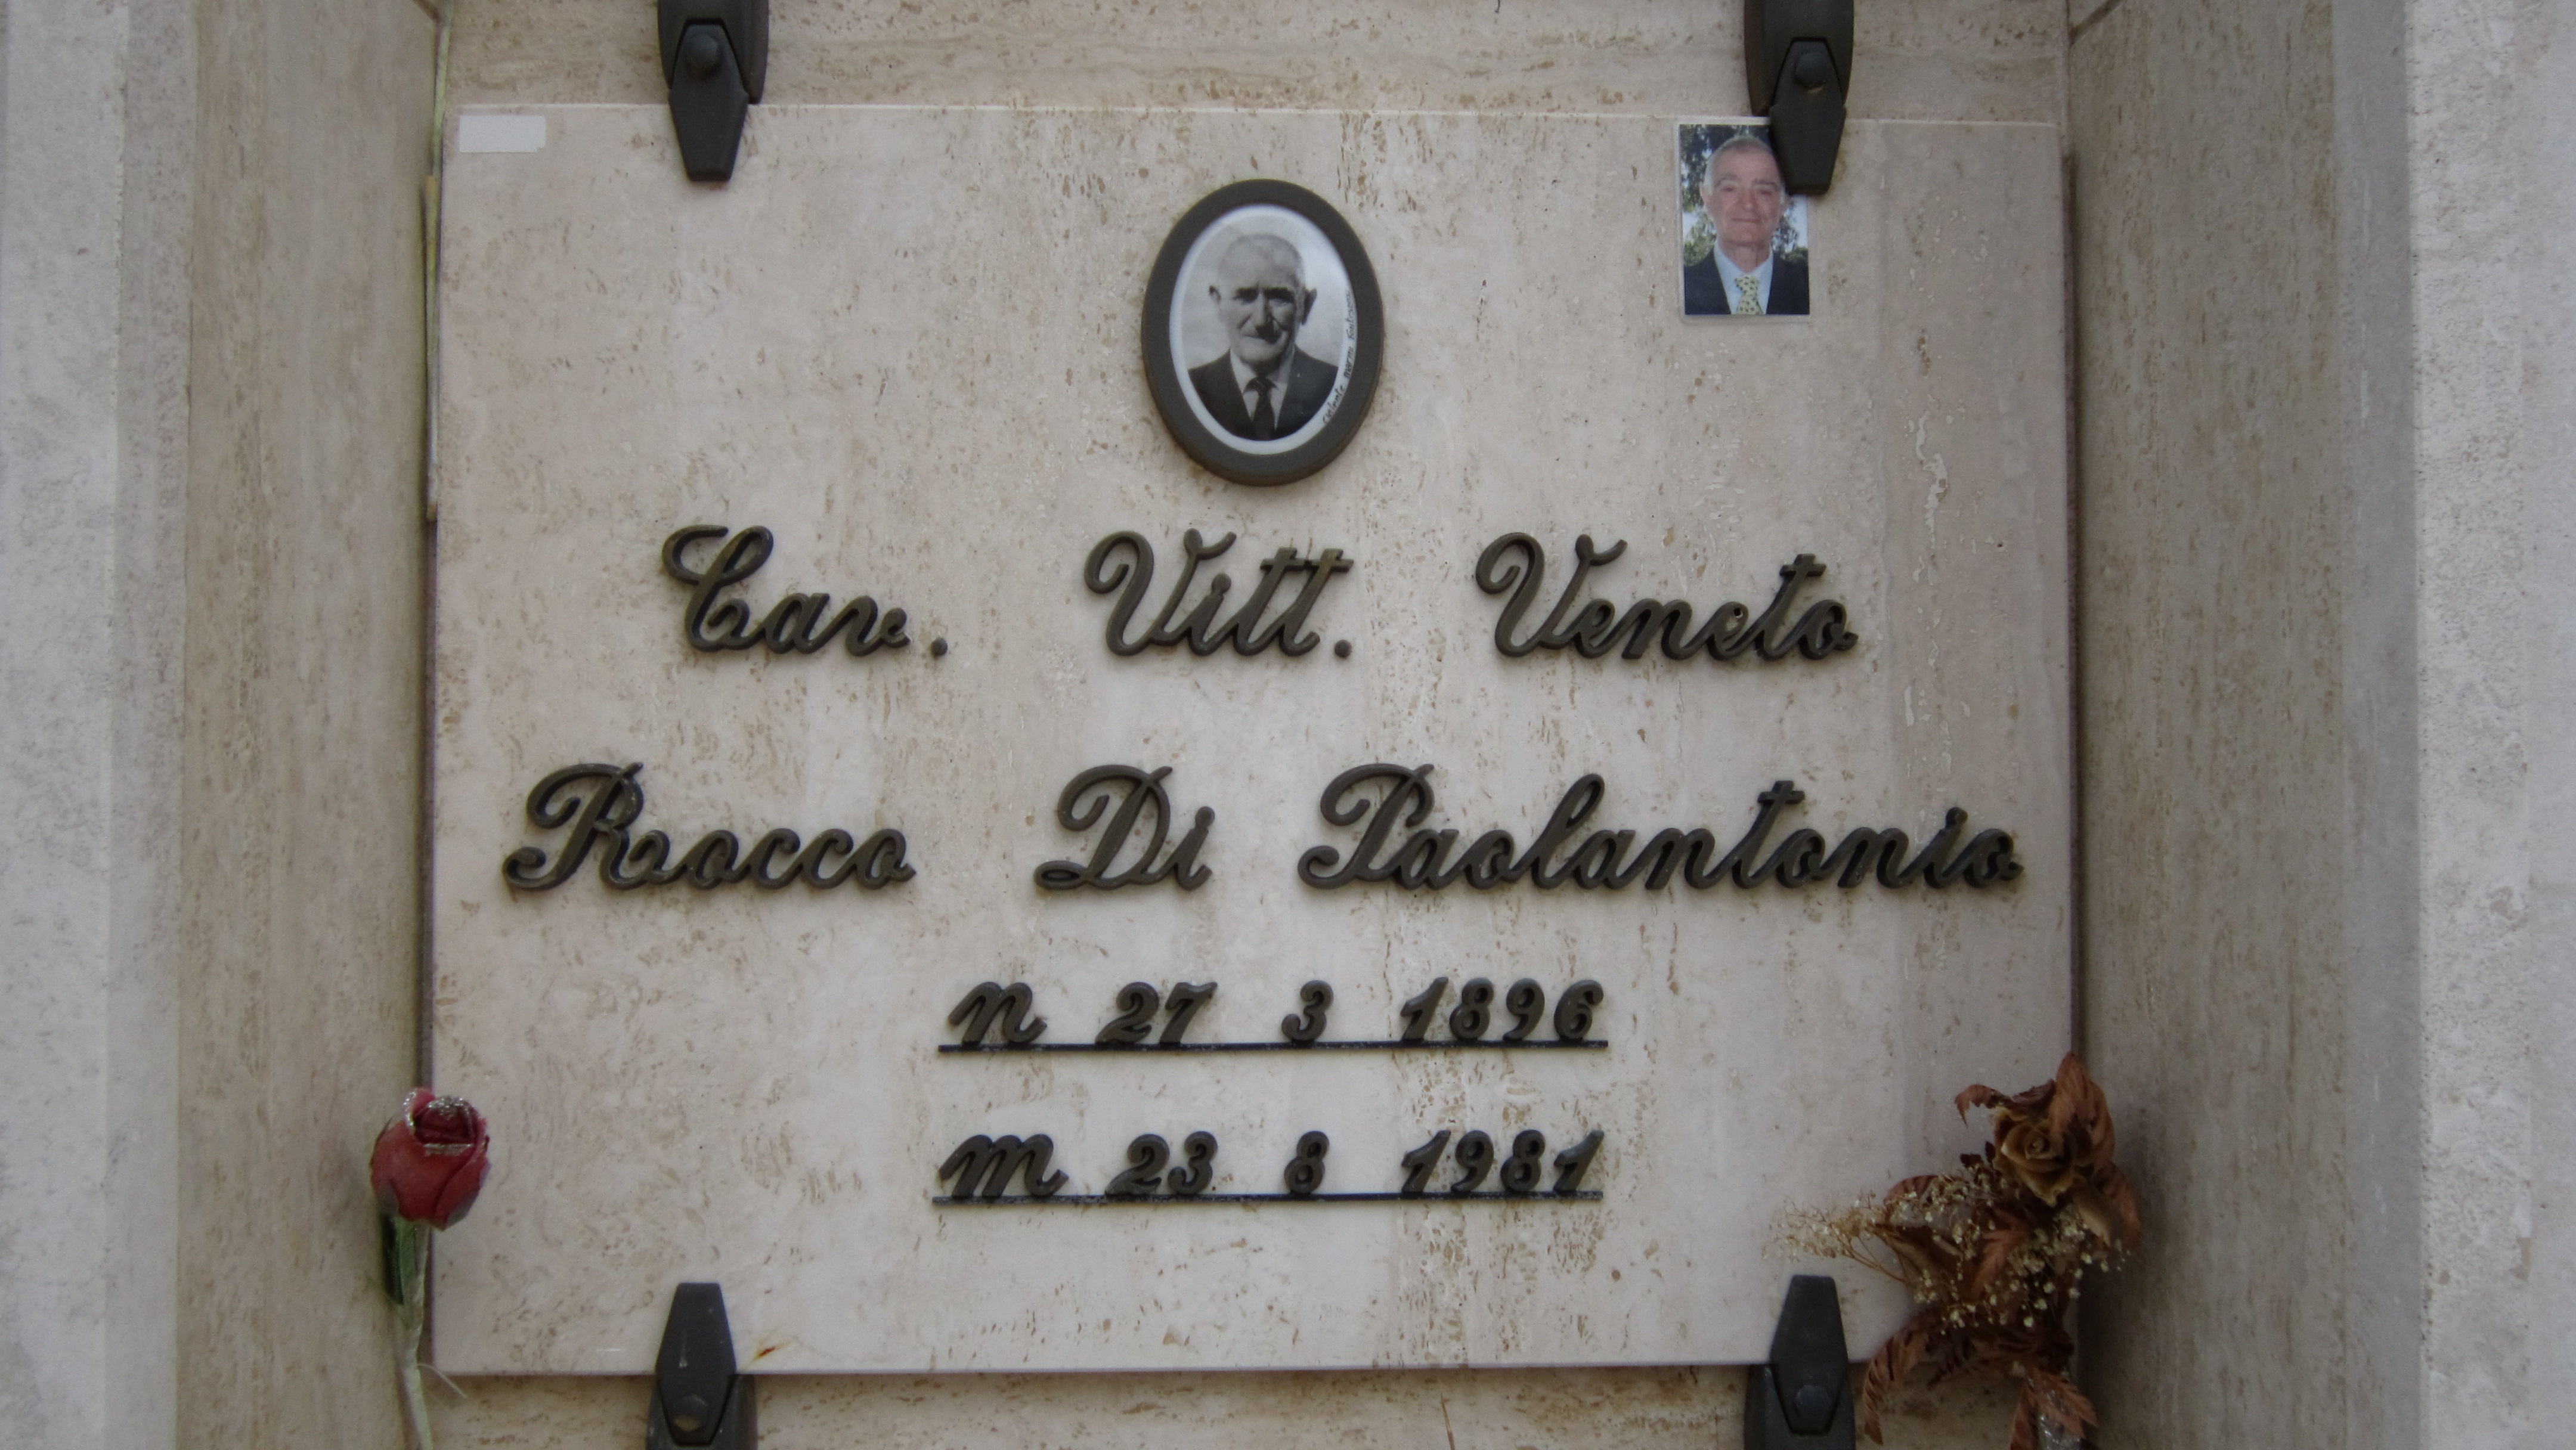 Cav. Vitt. Veneto
Rocco Di Paolantonio
n 27 3 1896
m 23 8 1981